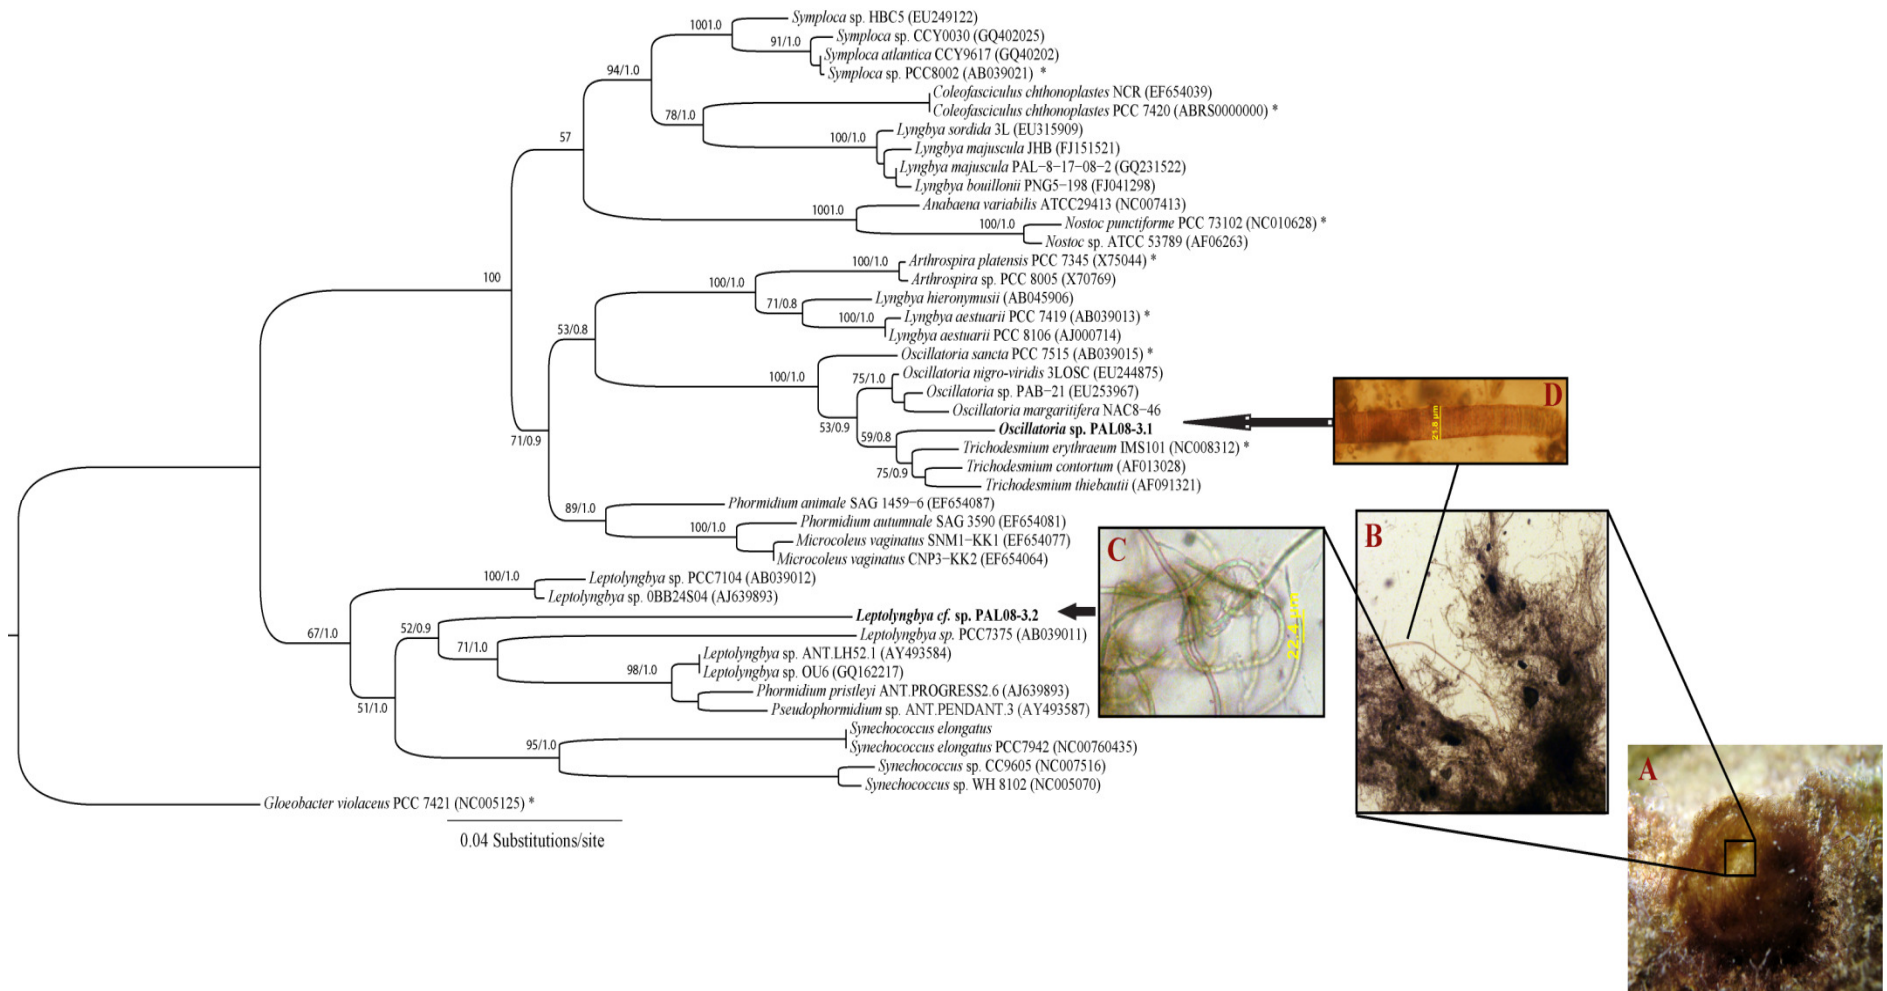 1001.0
Symploca sp. HBC5 (EU249122)
91/1.0
Symploca sp. CCY0030 (GQ402025)
Symploca atlantica CCY9617 (GQ40202)
94/1.0
Symploca sp. PCC8002 (AB039021) *
Coleofasciculus chthonoplastes NCR (EF654039)
78/1.0
Coleofasciculus chthonoplastes PCC 7420 (ABRS0000000) *
Lyngbya sordida 3L (EU315909)
57
100/1.0
Lyngbya majuscula JHB (FJ151521)
Lyngbya majuscula PAL−8−17−08−2 (GQ231522)
Lyngbya bouillonii PNG5−198 (FJ041298)
1001.0
Anabaena variabilis ATCC29413 (NC007413)
100/1.0
Nostoc punctiforme PCC 73102 (NC010628) *
Nostoc sp. ATCC 53789 (AF06263)
100/1.0
Arthrospira platensis PCC 7345 (X75044) *
100
100/1.0
Arthrospira sp. PCC 8005 (X70769)
71/0.8
Lyngbya hieronymusii (AB045906)
100/1.0
Lyngbya aestuarii PCC 7419 (AB039013) *
53/0.8
Lyngbya aestuarii PCC 8106 (AJ000714)
Oscillatoria sancta PCC 7515 (AB039015) *
100/1.0
75/1.0
Oscillatoria nigro-viridis 3LOSC (EU244875)
Oscillatoria sp. PAB−21 (EU253967)
Oscillatoria margaritifera NAC8−46
53/0.9
Oscillatoria sp. PAL08-3.1
71/0.9
59/0.8
Trichodesmium erythraeum IMS101 (NC008312) *
75/0.9
Trichodesmium contortum (AF013028)
Trichodesmium thiebautii (AF091321)
89/1.0
Phormidium animale SAG 1459−6 (EF654087)
100/1.0
Phormidium autumnale SAG 3590 (EF654081)
Microcoleus vaginatus SNM1−KK1 (EF654077)
Microcoleus vaginatus CNP3−KK2 (EF654064)
100/1.0
Leptolyngbya sp. PCC7104 (AB039012)
Leptolyngbya sp. 0BB24S04 (AJ639893)
67/1.0
52/0.9
Leptolyngbya cf. sp. PAL08-3.2
71/1.0
Leptolyngbya sp. PCC7375 (AB039011)
Leptolyngbya sp. ANT.LH52.1 (AY493584)
98/1.0
Leptolyngbya sp. OU6 (GQ162217)
Phormidium pristleyi ANT.PROGRESS2.6 (AJ639893)
51/1.0
Pseudophormidium sp. ANT.PENDANT.3 (AY493587)
Synechococcus elongatus
95/1.0
Synechococcus elongatus PCC7942 (NC00760435)
Synechococcus sp. CC9605 (NC007516)
Synechococcus sp. WH 8102 (NC005070)
Gloeobacter violaceus PCC 7421 (NC005125) *
0.04 Substitutions/site
D
21.8 µm
B
C
22.4 µm
A